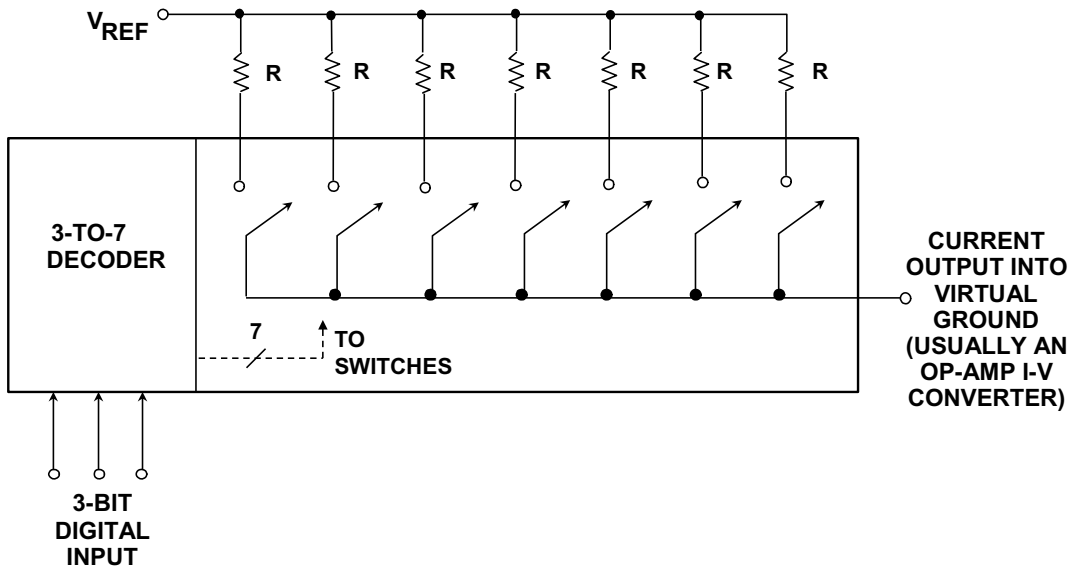 VREF
R R R R R R R
3-TO-7
DECODER
7
TO
SWITCHES
CURRENT
OUTPUT INTO
VIRTUAL
GROUND
(USUALLY AN
OP-AMP I-V
CONVERTER)
3-BIT
DIGITAL
INPUT